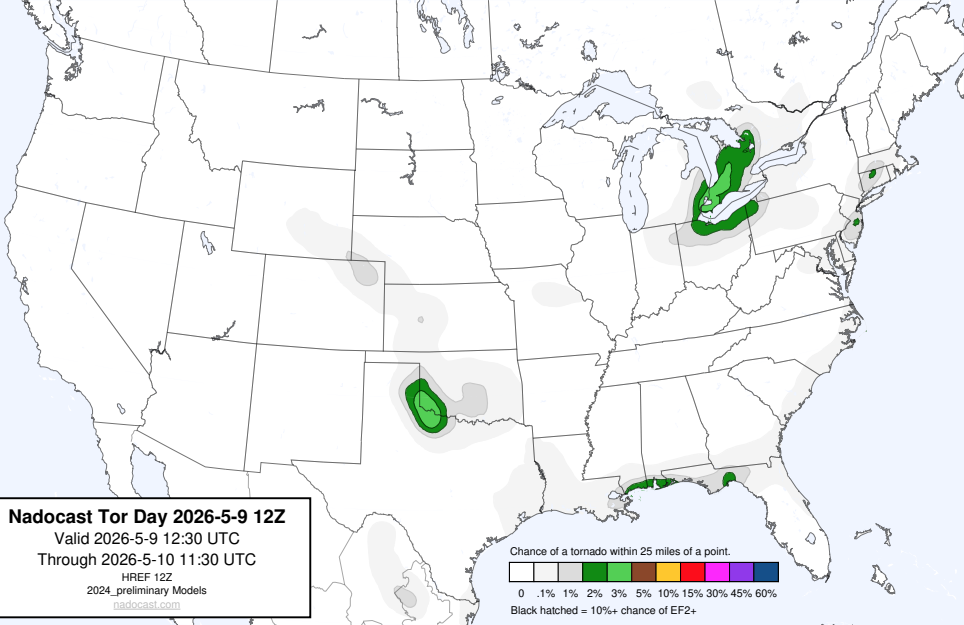 Nadocast Tor Day 2026-5-9 12Z
Valid 2026-5-9 12:30 UTC
Through 2026-5-10 11:30 UTC
HREF 12Z
2024_preliminary Models
nadocast.com
Chance of a tornado within 25 miles of a point.
0 .1% 1% 2% 3% 5% 10% 15% 30% 45% 60%
Black hatched = 10%+ chance of EF2+